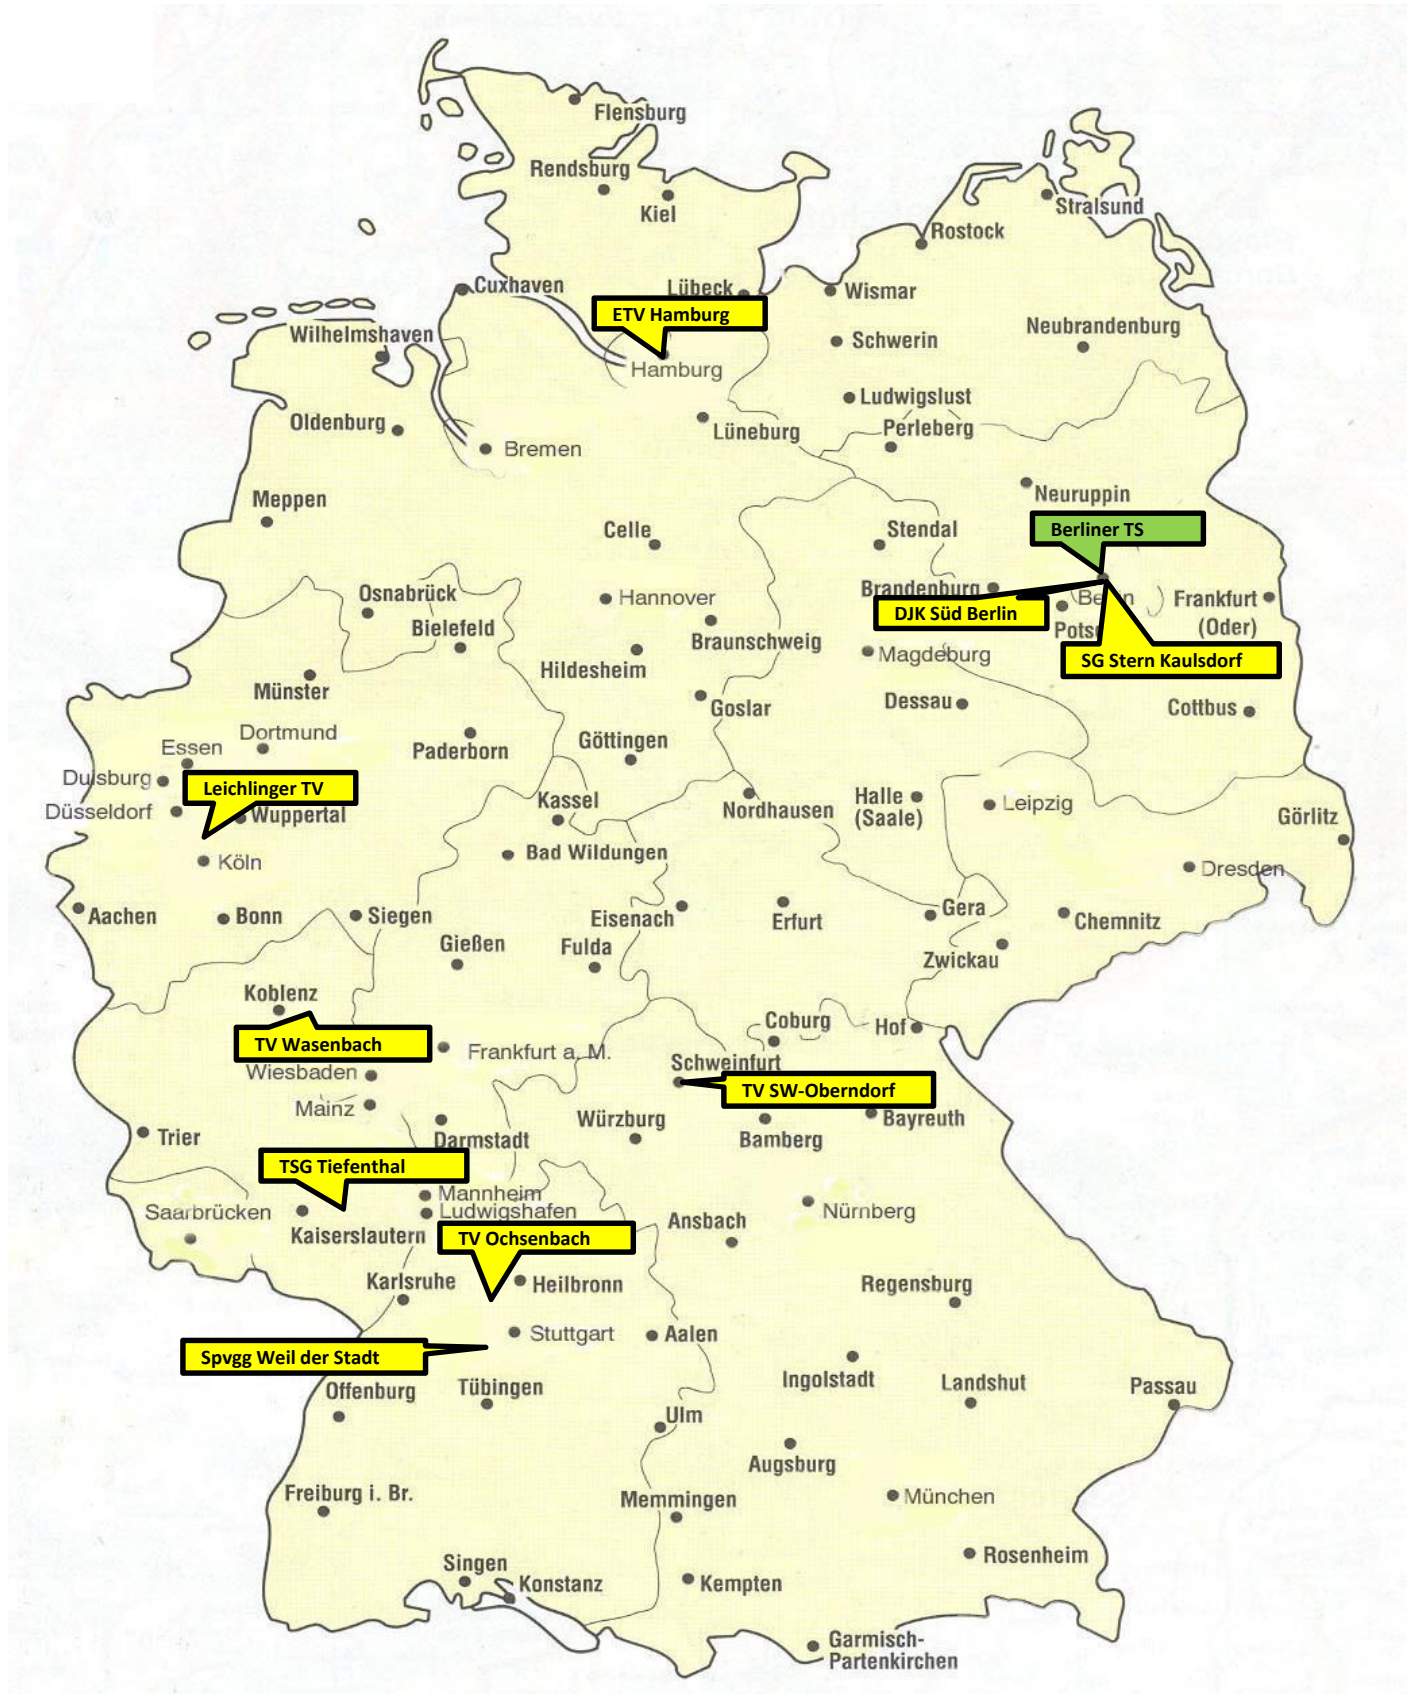 Flensburg
Rendsburg
Kiel
Stralsund
Rostock
Cuxhaven
Lübeck
Wismar
ETV Hamburg
Wilhelmshaven
Neubrandenburg
Schwerin
Hamburg
Ludwigslust
Oldenburg
Lüneburg
Perleberg
Bremen
Meppen
Neuruppin
Celle
Stendal
Berliner TS
Osnabrück
Hannover
Brandenburg
Frankfurt
(Oder)
DJK Süd Berlin
Bielefeld
Braunschweig
Magdeburg
SG Stern Kaulsdorf
Hildesheim
Münster
Goslar
Dessau
Cottbus
Dortmund
Essen
Paderborn
Göttingen
Duisburg
Leichlinger TV
Düsseldorf
Wuppertal
Kassel
Nordhausen
Halle
(Saale)
Leipzig
Görlitz
Köln
Bad Wildungen
Dresden
Aachen
Bonn
Siegen
Eisenach
Erfurt
Gera
Chemnitz
Gießen
Fulda
Zwickau
Koblenz
Coburg
Hof
TV Wasenbach
Frankfurt a. M.
Schweinfurt
Wiesbaden
TV SW-Oberndorf
Mainz
Würzburg
Bayreuth
Trier
Darmstadt
Bamberg
TSG Tiefenthal
Mannheim
Saarbrücken
Ludwigshafen
Ansbach
Nürnberg
Kaiserslautern
TV Ochsenbach
Karlsruhe
Heilbronn
Regensburg
Stuttgart
Aalen
Spvgg Weil der Stadt
Offenburg
Tübingen
Ingolstadt
Landshut
Passau
Ulm
Augsburg
Freiburg i. Br.
Memmingen
München
Singen
Konstanz
Kempten
Rosenheim
Garmisch-
Partenkirchen